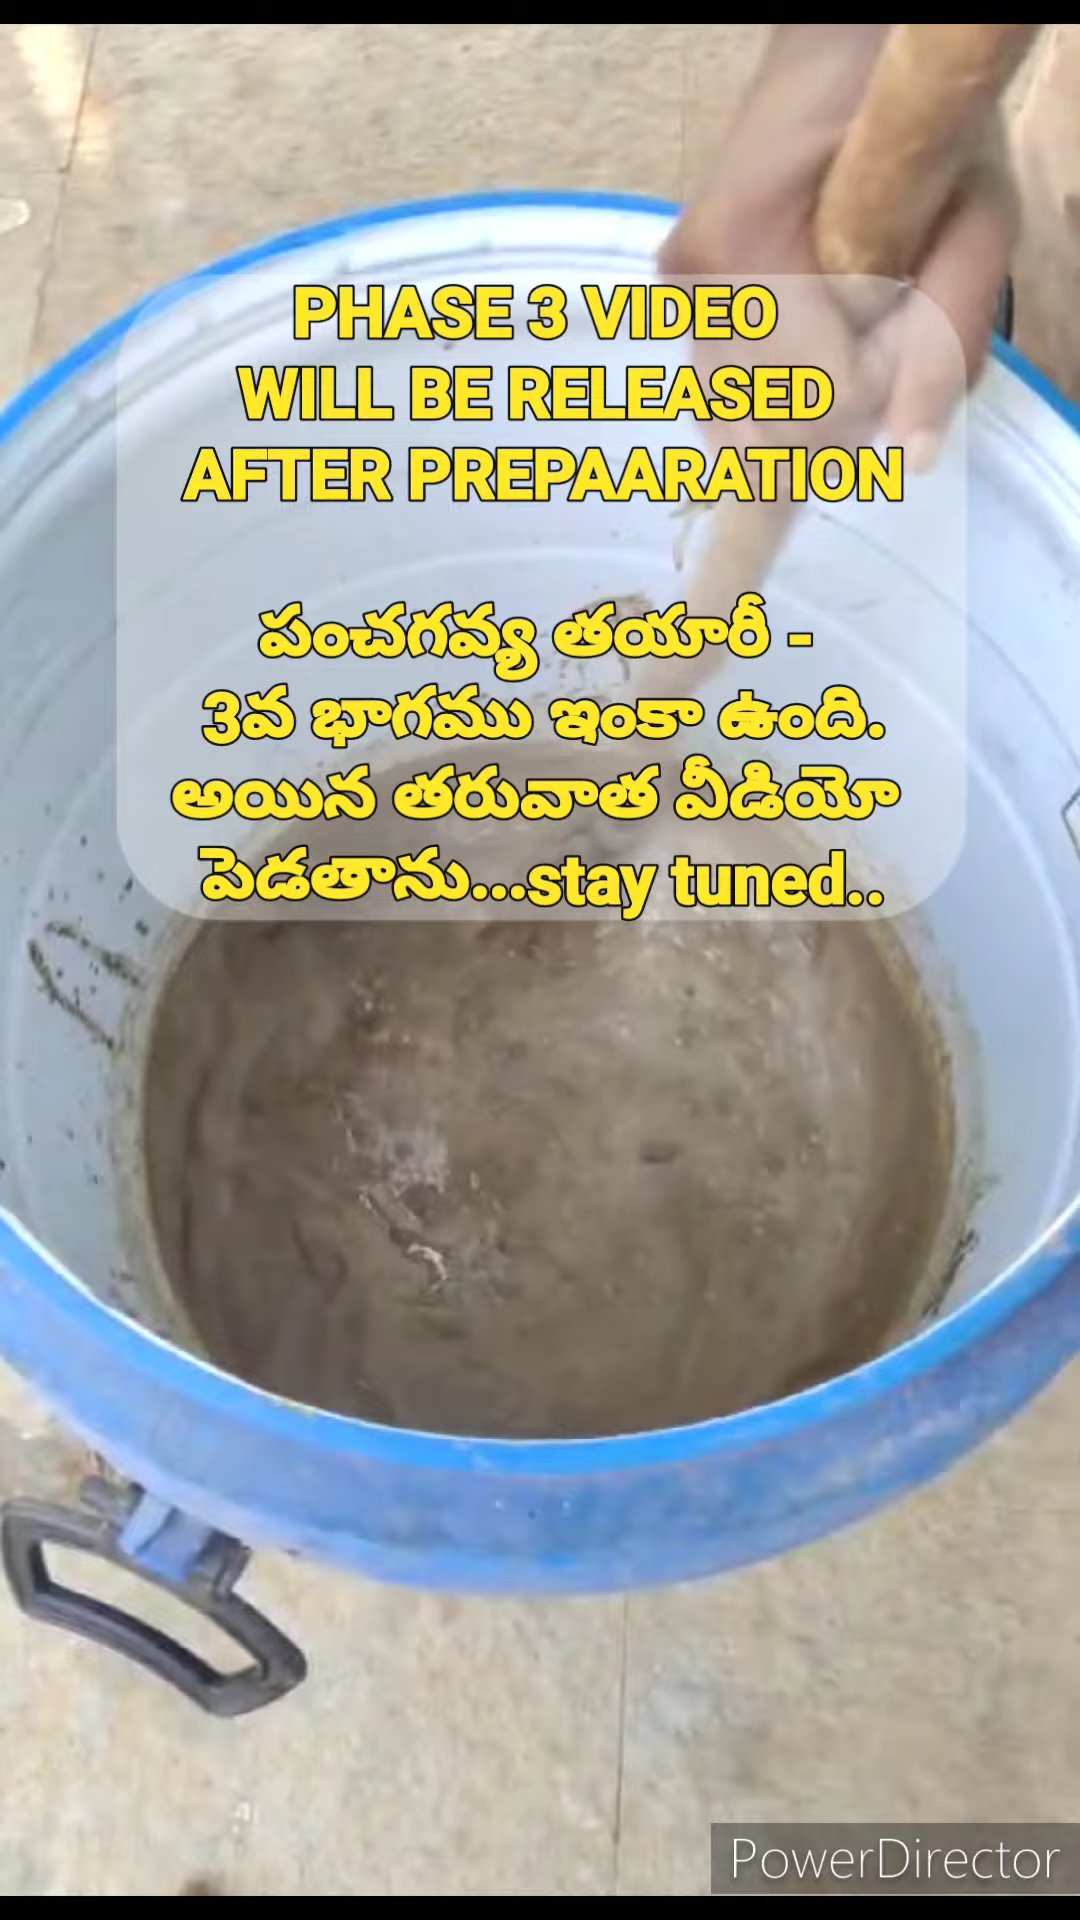 PHASE 3 VIDEO
WILL BE RELEASED
AFTER PREPAARATION
పంచగవ్య తయారీ -
3వ భాగము ఇంకా ఉంది.
అయిన తరువాత వీడియో
పెడతాను...stay tuned..
PowerDirector